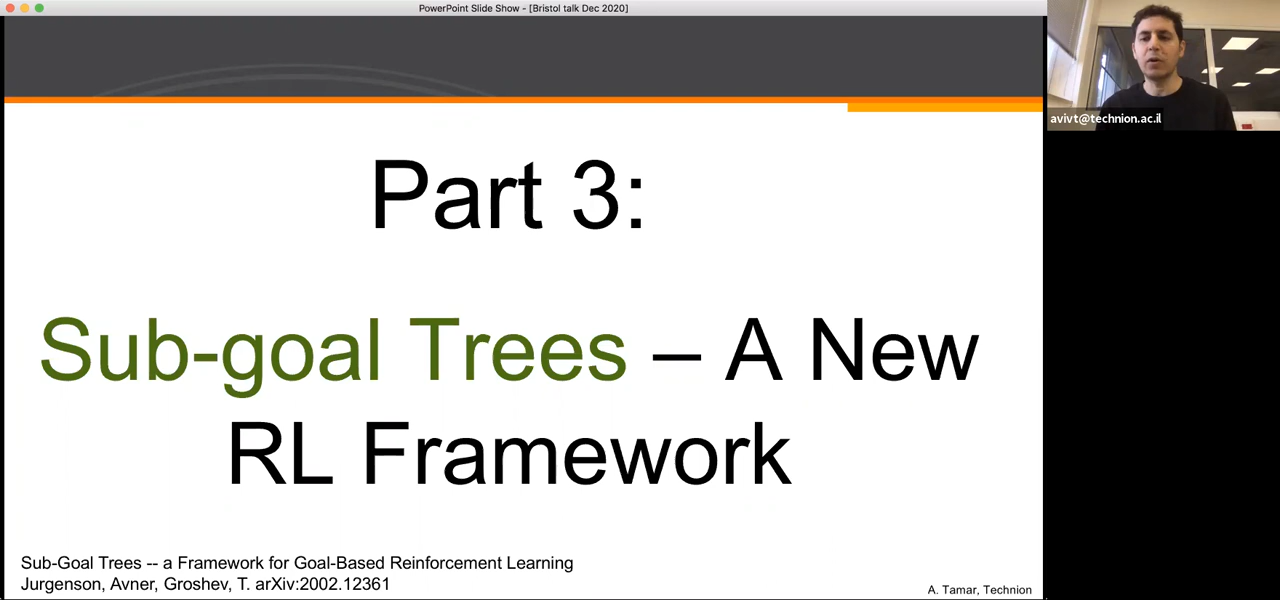 PowerPoint Slide Show - [Bristol talk Dec 2020]
avivt@technion.ac.il
Part 3:
Sub-goal Trees – A New
RL Framework
Sub-Goal Trees -- a Framework for Goal-Based Reinforcement Learning
Jurgenson, Avner, Groshev, T. arXiv:2002.12361
A. Tamar, Technion